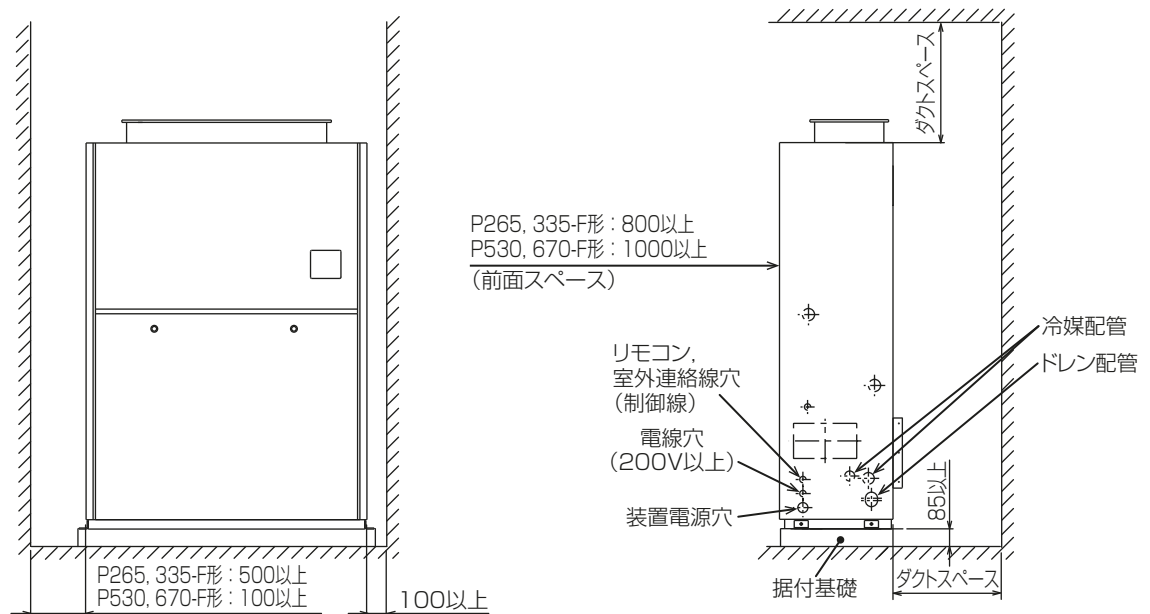 ダクトスペース
P265, 335-F形：800以上
P530, 670-F形：1000以上
（前面スペース）
冷媒配管
ドレン配管
リモコン,
室外連絡線穴
（制御線）
電線穴
（200V以上）
装置電源穴
85以上
据付基礎
ダクトスペース
P265, 335-F形：500以上
P530, 670-F形：100以上
100以上